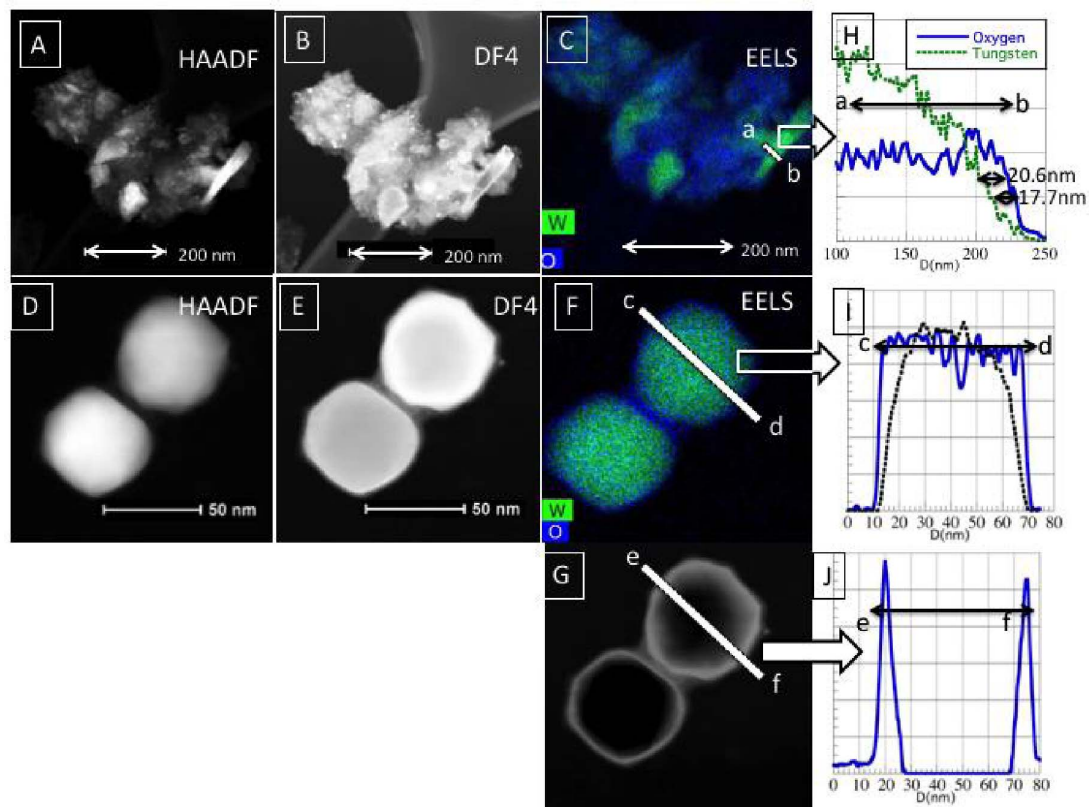 A
HAADF
200 nm
B
DF4
200 nm
C
EELS
a
b
W
O
200 nm
H
Oxygen
Tungsten
a
b
20.6nm
17.7nm
100
150
200
250
D(nm)
D
HAADF
50 nm
E
DF4
50 nm
F
EELS
c
d
W
O
I
c
d
0 10 20 30 40 50 60 70 80
D(nm)
G
e
f
J
e
f
0 10 20 30 40 50 60 70 80
D(nm)